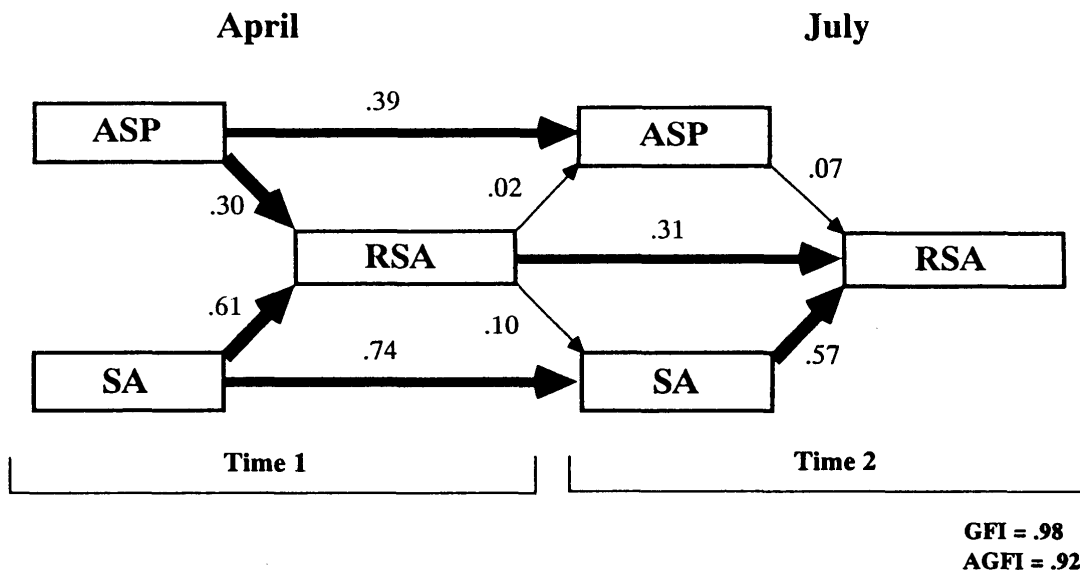 April
July
.39
ASP
ASP
.07
.30
.02
.31
RSA
RSA
.61
.10
.74
.57
SA
SA
Time 1
Time 2
GFI = .98
AGFI = .92